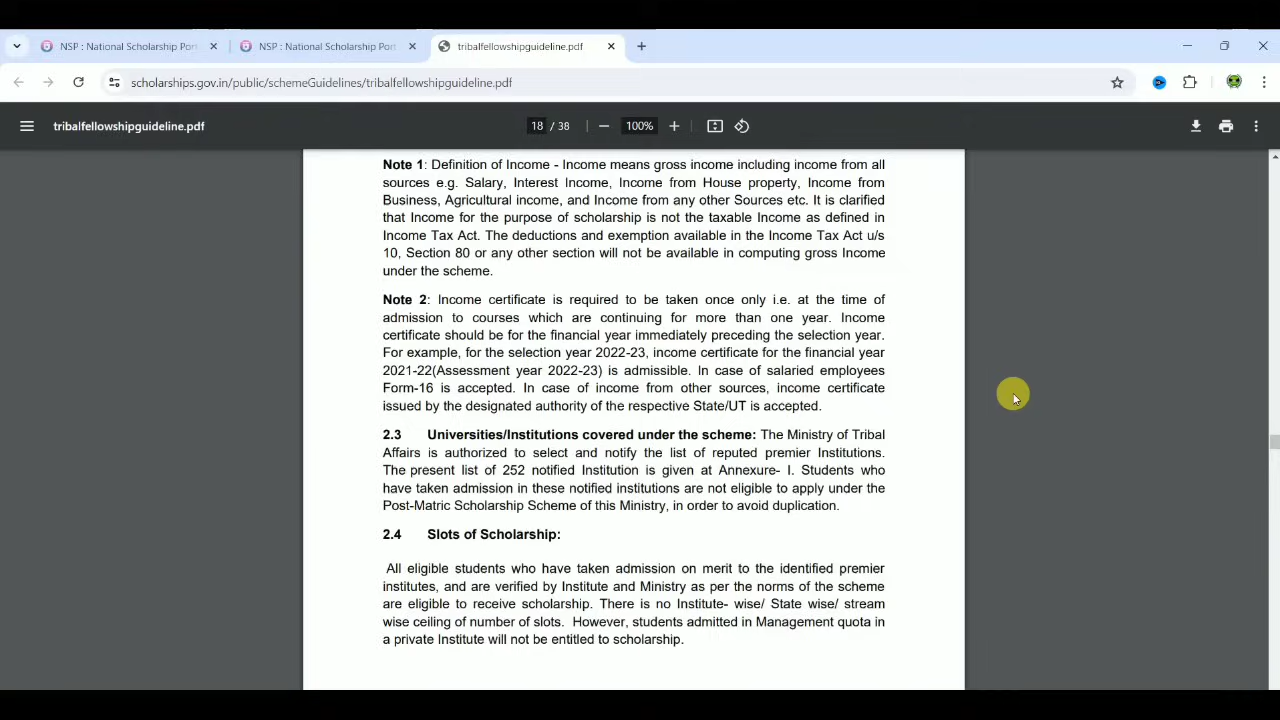 NSP : National Scholarship Por
NSP : National Scholarship Port
tribalfellowshipguideline.pdf
scholarships.gov.in/public/schemeGuidelines/tribalfellowshipguideline.pdf
tribalfellowshipguideline.pdf
18 / 38
100%
Note 1: Definition of Income - Income means gross income including income from all
sources e.g. Salary, Interest Income, Income from House property, Income from
Business, Agricultural income, and Income from any other Sources etc. It is clarified
that Income for the purpose of scholarship is not the taxable Income as defined in
Income Tax Act. The deductions and exemption available in the Income Tax Act u/s
10, Section 80 or any other section will not be available in computing gross Income
under the scheme.
Note 2: Income certificate is required to be taken once only i.e. at the time of
admission to courses which are continuing for more than one year. Income
certificate should be for the financial year immediately preceding the selection year.
For example, for the selection year 2022-23, income certificate for the financial year
2021-22(Assessment year 2022-23) is admissible. In case of salaried employees
Form-16 is accepted. In case of income from other sources, income certificate
issued by the designated authority of the respective State/UT is accepted.
2.3 Universities/Institutions covered under the scheme: The Ministry of Tribal
Affairs is authorized to select and notify the list of reputed premier Institutions.
The present list of 252 notified Institution is given at Annexure- I. Students who
have taken admission in these notified institutions are not eligible to apply under the
Post-Matric Scholarship Scheme of this Ministry, in order to avoid duplication.
2.4 Slots of Scholarship:
All eligible students who have taken admission on merit to the identified premier
institutes, and are verified by Institute and Ministry as per the norms of the scheme
are eligible to receive scholarship. There is no Institute- wise/ State wise/ stream
wise ceiling of number of slots. However, students admitted in Management quota in
a private Institute will not be entitled to scholarship.